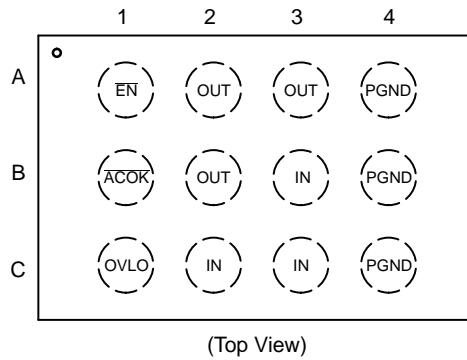 1 2 3 4
A EN OUT OUT PGND
B ACOK OUT IN PGND
C OVLO IN IN PGND
(Top View)